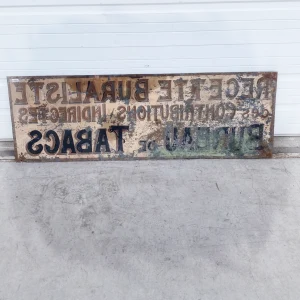 RECETTE BURALISTE
DES CONTRIBUTIONS INDIRECTES
BUREAU DE TABACS